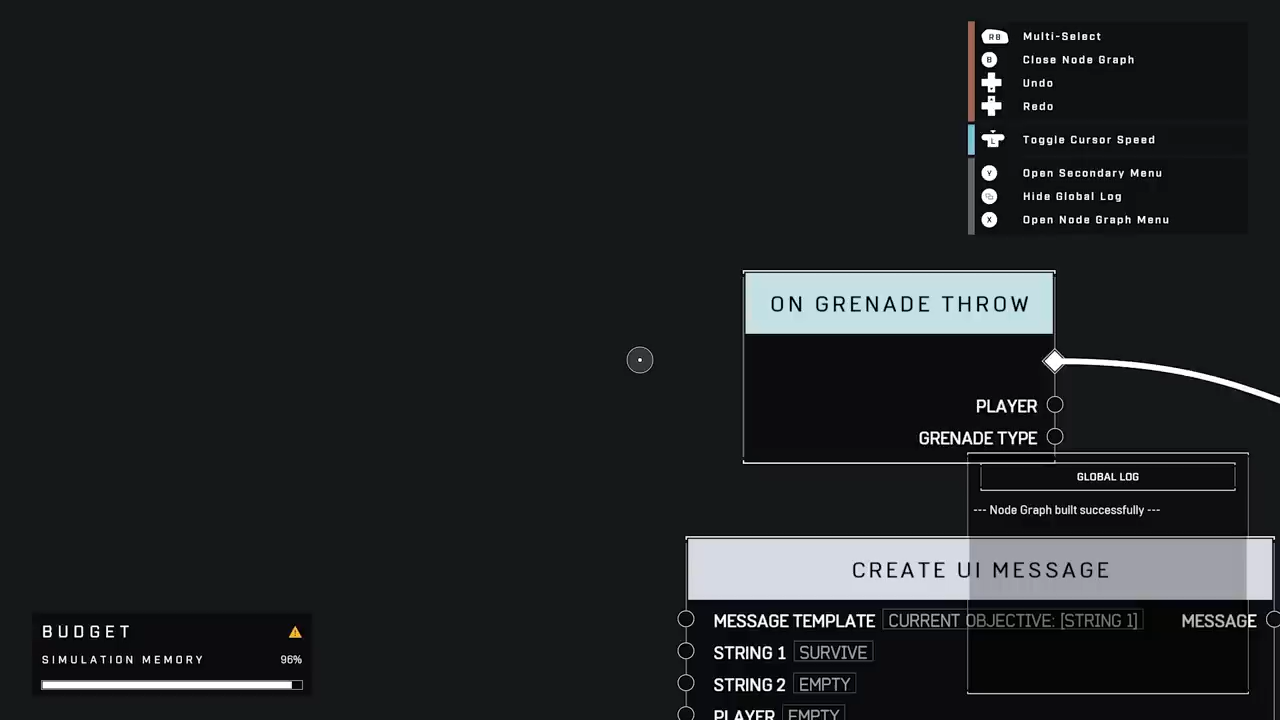 RB Multi-Select
B Close Node Graph
Undo
Redo
L Toggle Cursor Speed
Y Open Secondary Menu
Hide Global Log
X Open Node Graph Menu
ON GRENADE THROW
PLAYER
GRENADE TYPE
GLOBAL LOG
--- Node Graph built successfully ---
CREATE UI MESSAGE
MESSAGE TEMPLATE CURRENT OBJECTIVE: [STRING 1] MESSAGE
STRING 1 SURVIVE
STRING 2 EMPTY
PLAYER EMPTY
BUDGET
SIMULATION MEMORY 96%